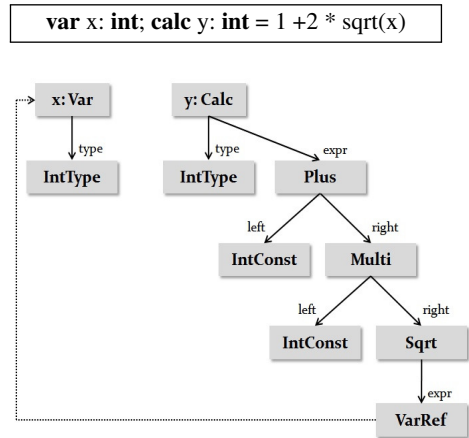 var x: int; calc y: int = 1 +2 * sqrt(x)
x: Var
y: Calc
type
type
expr
IntType
IntType
Plus
left
right
IntConst
Multi
left
right
IntConst
Sqrt
expr
VarRef